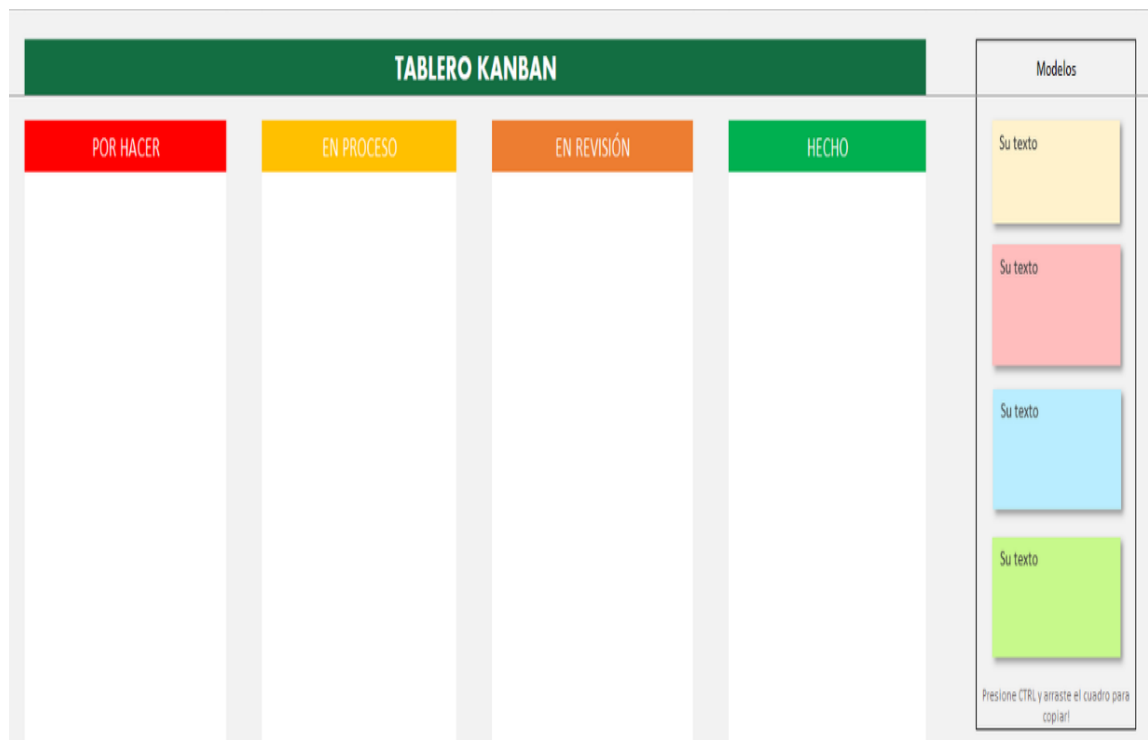 TABLERO KANBAN
POR HACER
EN PROCESO
EN REVISIÓN
HECHO
Modelos
Su texto
Su texto
Su texto
Su texto
Presione CTRL y arraste el cuadro para
copiar!